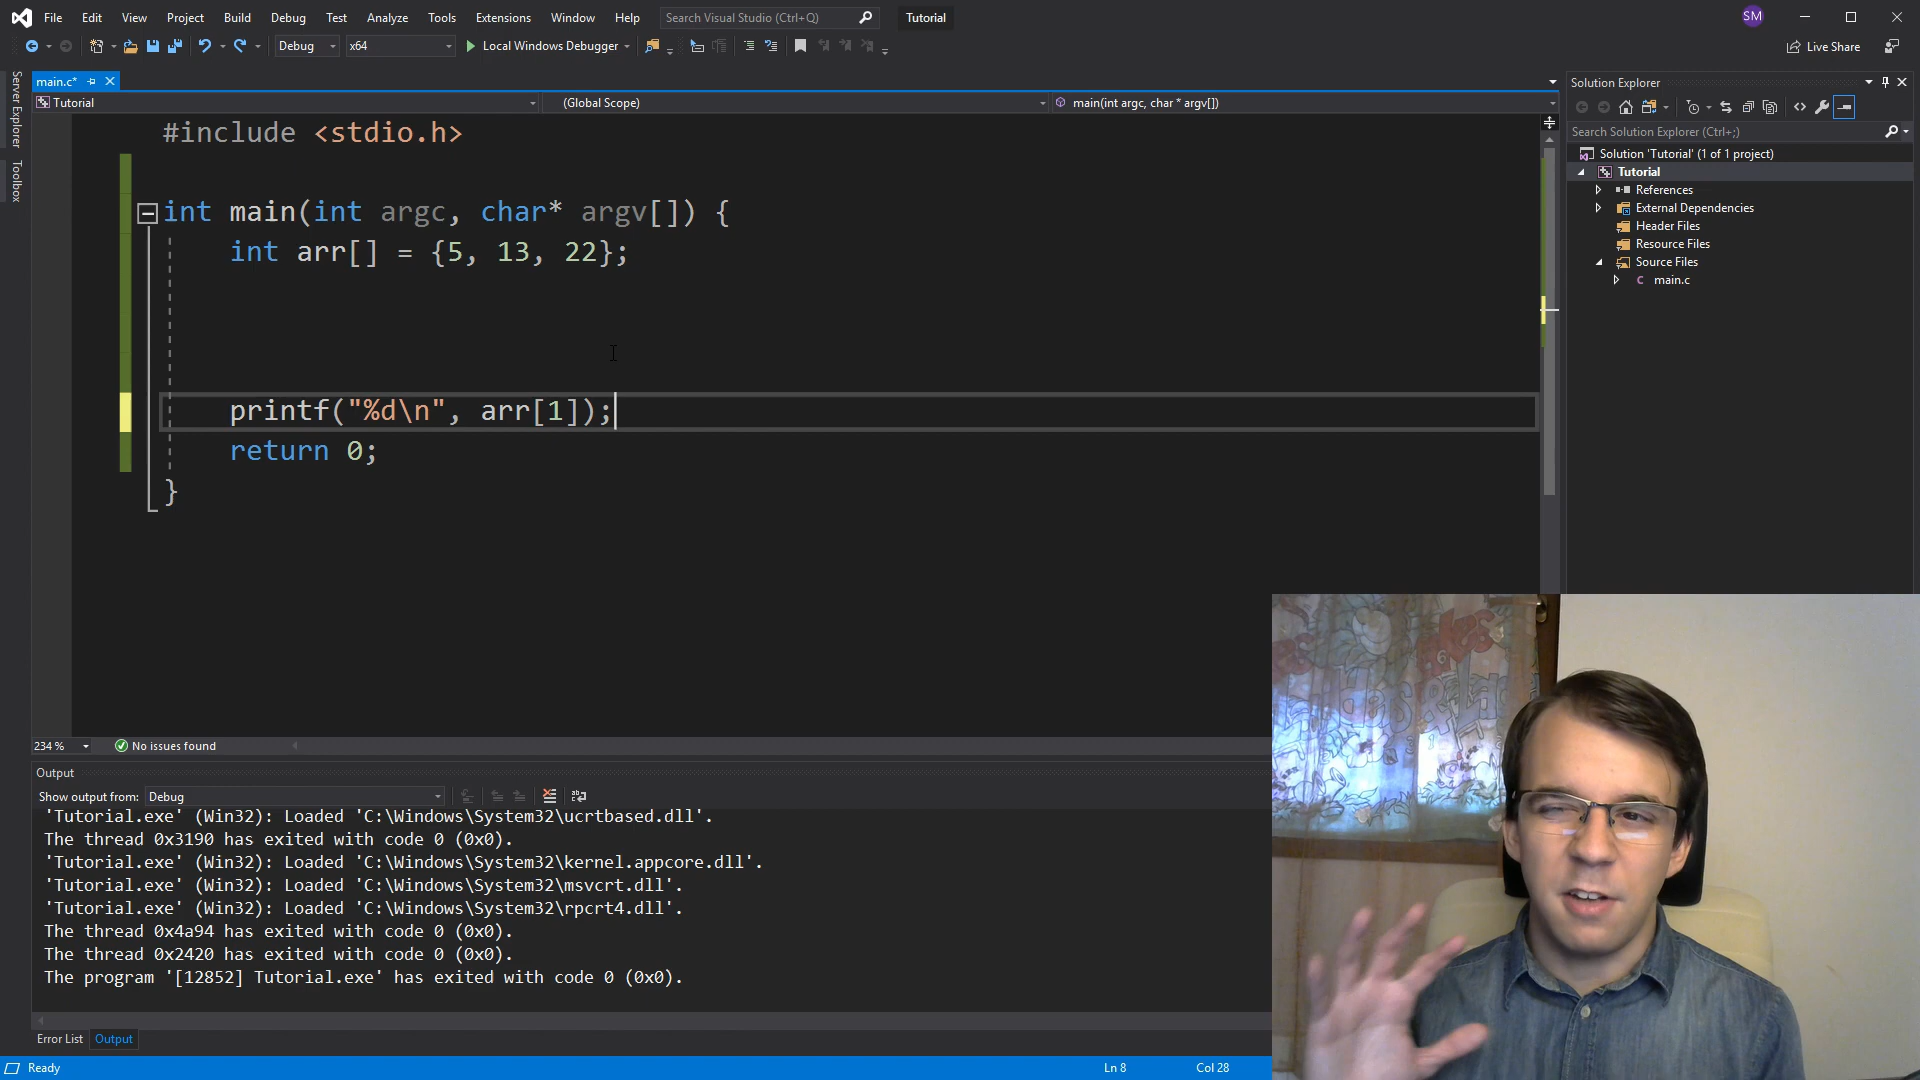 File Edit View Project Build Debug Test Analyze Tools Extensions Window Help Search Visual Studio (Ctrl+Q) Tutorial SM
Debug x64 Local Windows Debugger Live Share
Server Explorer
Toolbox
main.c*
Tutorial (Global Scope) main(int argc, char * argv[])
#include <stdio.h>
int main(int argc, char* argv[]) {
int arr[] = {5, 13, 22};
printf("%d\n", arr[1]);
return 0;
}
234 % No issues found
Solution Explorer
Search Solution Explorer (Ctrl+;)
Solution 'Tutorial' (1 of 1 project)
Tutorial
References
External Dependencies
Header Files
Resource Files
Source Files
C main.c
Output
Show output from: Debug
'Tutorial.exe' (Win32): Loaded 'C:\Windows\System32\ucrtbased.dll'.
The thread 0x3190 has exited with code 0 (0x0).
'Tutorial.exe' (Win32): Loaded 'C:\Windows\System32\kernel.appcore.dll'.
'Tutorial.exe' (Win32): Loaded 'C:\Windows\System32\msvcrt.dll'.
'Tutorial.exe' (Win32): Loaded 'C:\Windows\System32\rpcrt4.dll'.
The thread 0x4a94 has exited with code 0 (0x0).
The thread 0x2420 has exited with code 0 (0x0).
The program '[12852] Tutorial.exe' has exited with code 0 (0x0).
Error List Output
Ready Ln 8 Col 28